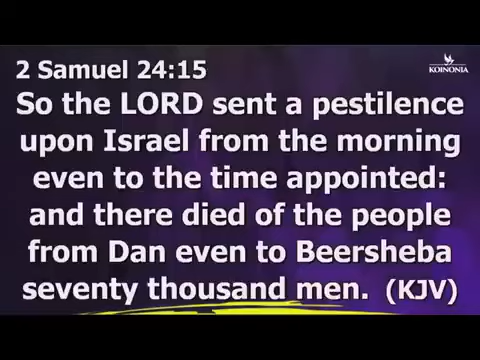 2 Samuel 24:15
KOINONIA
So the LORD sent a pestilence
upon Israel from the morning
even to the time appointed:
and there died of the people
from Dan even to Beersheba
seventy thousand men. (KJV)